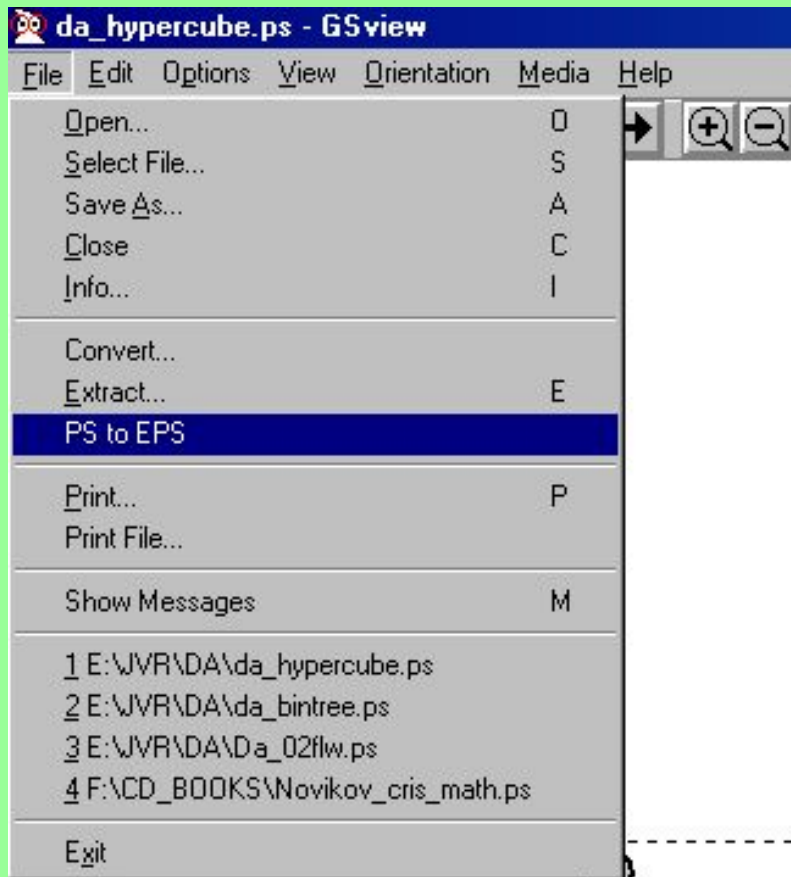 da_hypercube.ps - GSview
File Edit Options View Orientation Media Help
Open... O
Select File... S
Save As... A
Close C
Info... I
Convert...
Extract... E
PS to EPS
Print... P
Print File...
Show Messages M
1 E:\JVR\DA\da_hypercube.ps
2 E:\JVR\DA\da_bintree.ps
3 E:\JVR\DA\Da_02flw.ps
4 F:\CD_BOOKS\Novikov_cris_math.ps
Exit